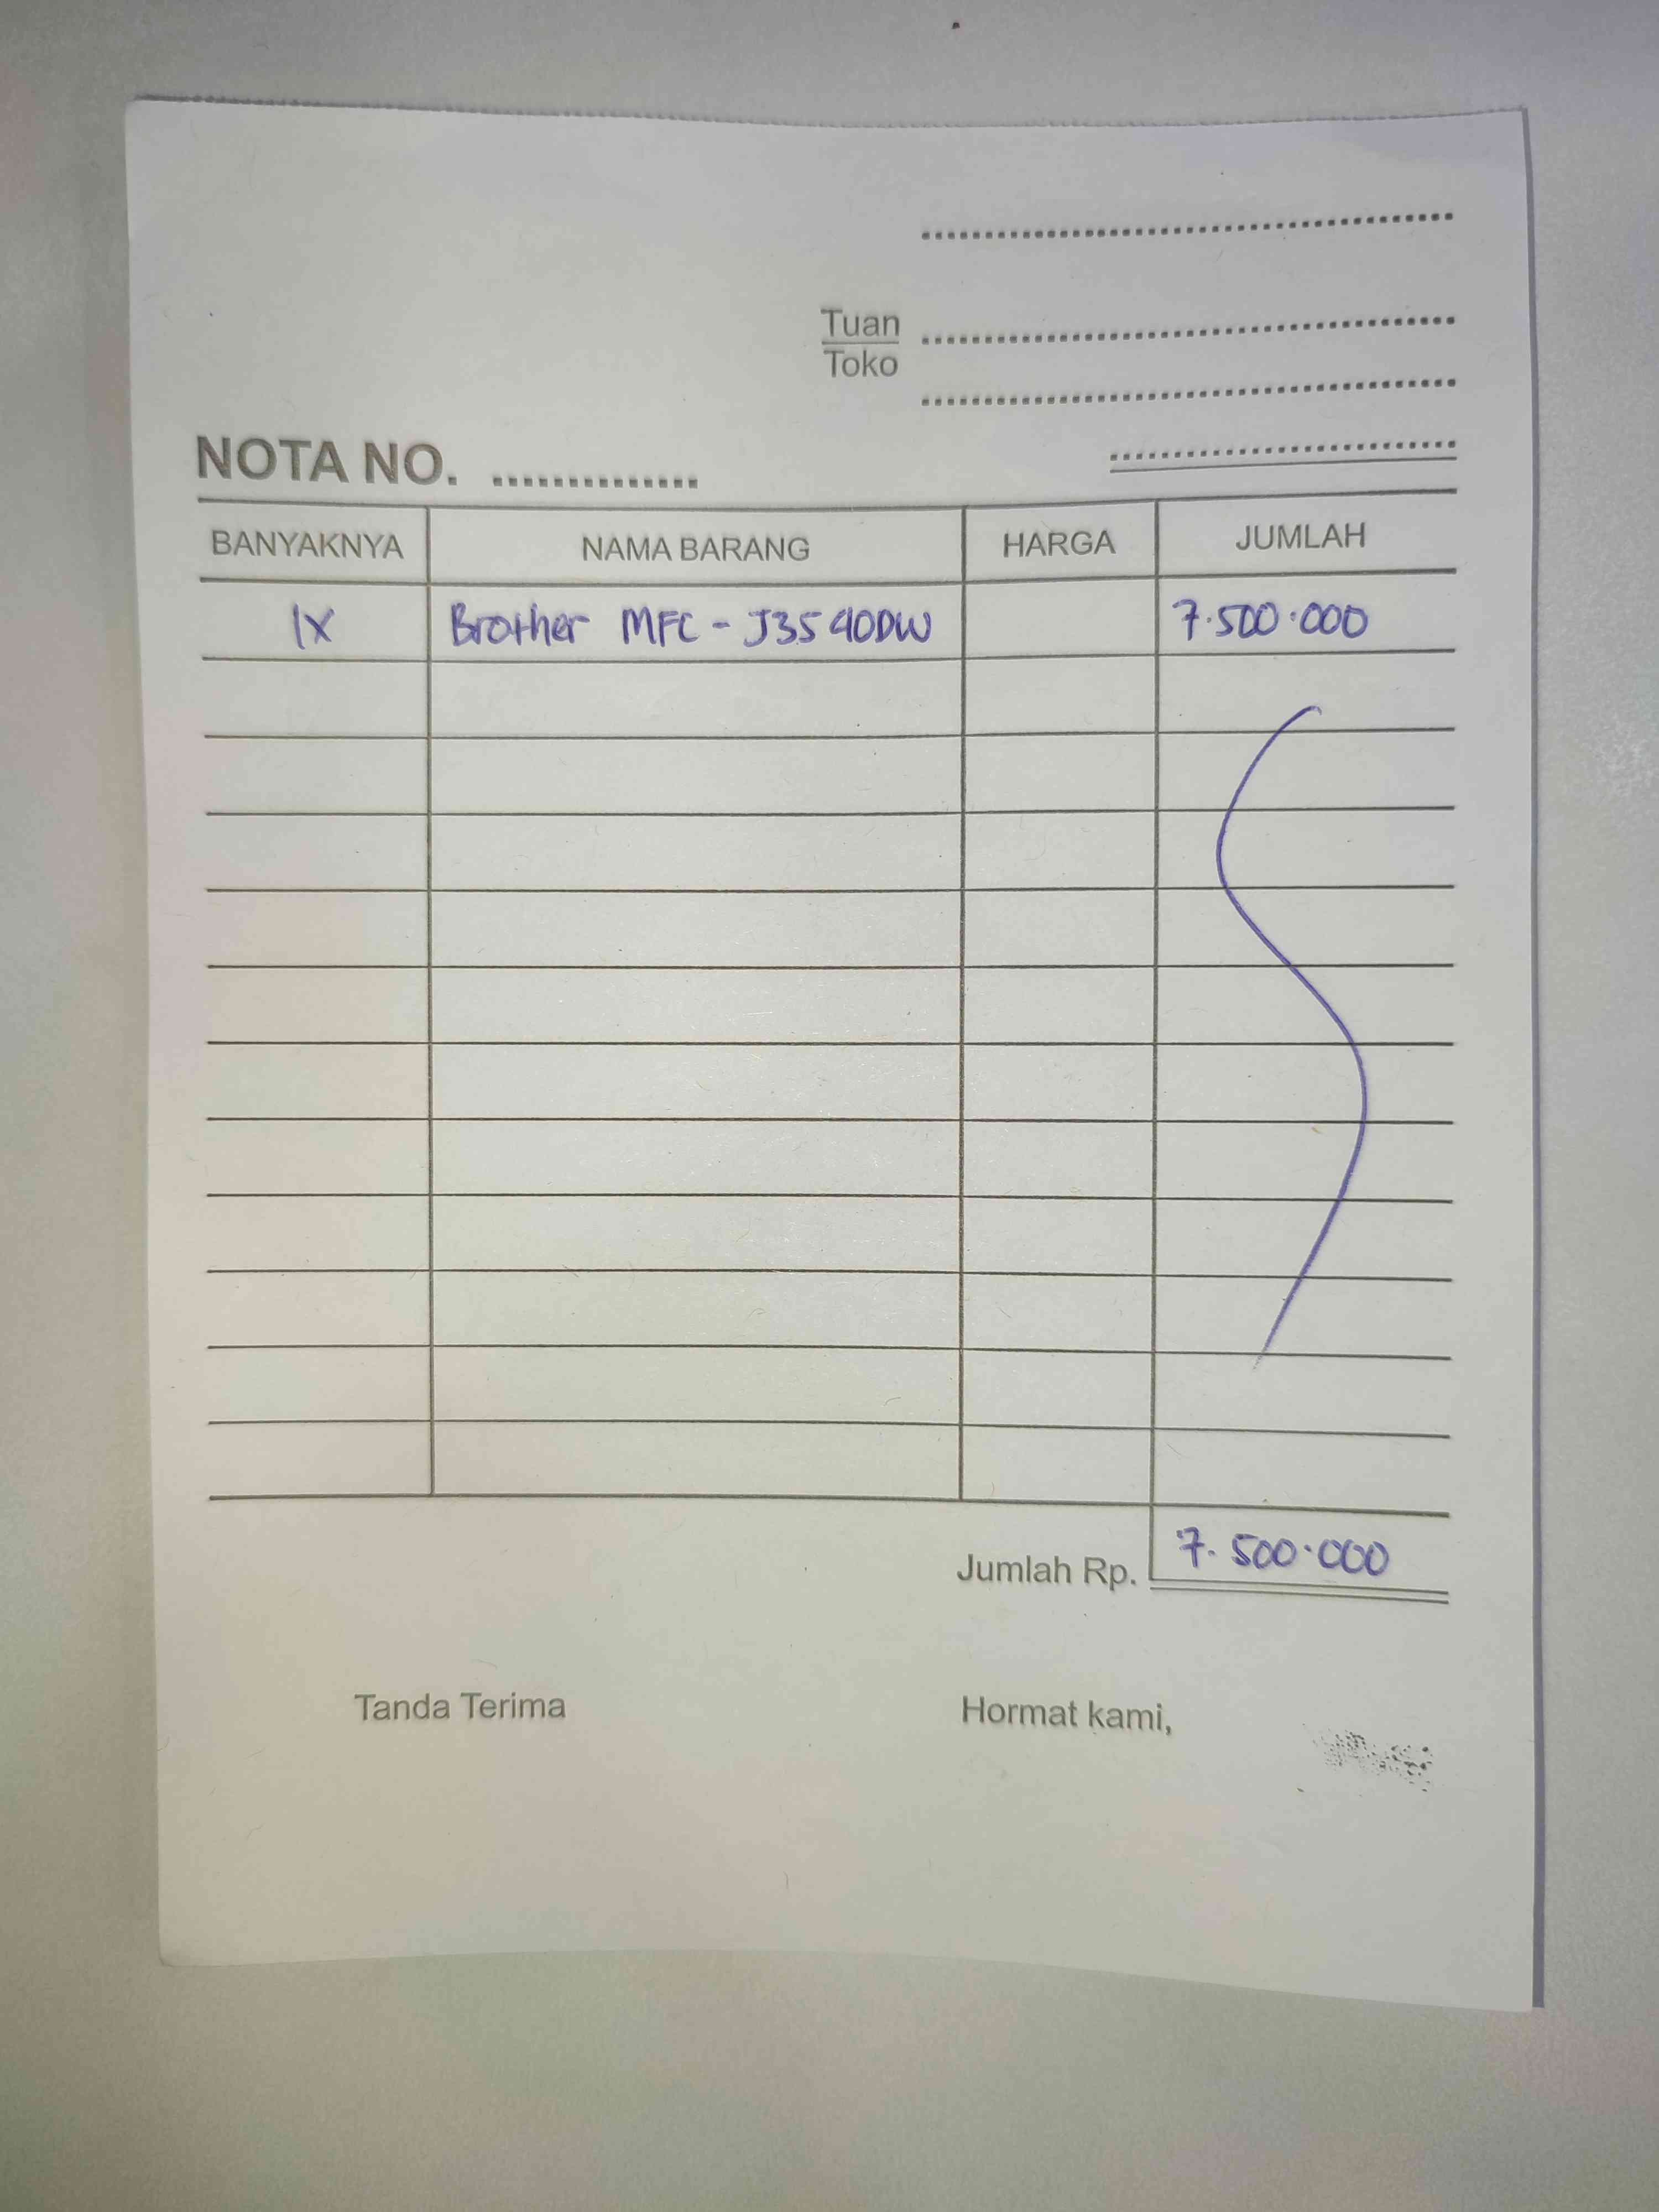 Tuan
Toko
NOTA NO. ..............
BANYAKNYA NAMA BARANG HARGA JUMLAH
1X Brother MFC - J3540DW 7.500.000
Jumlah Rp. 7.500.000
Tanda Terima Hormat kami,